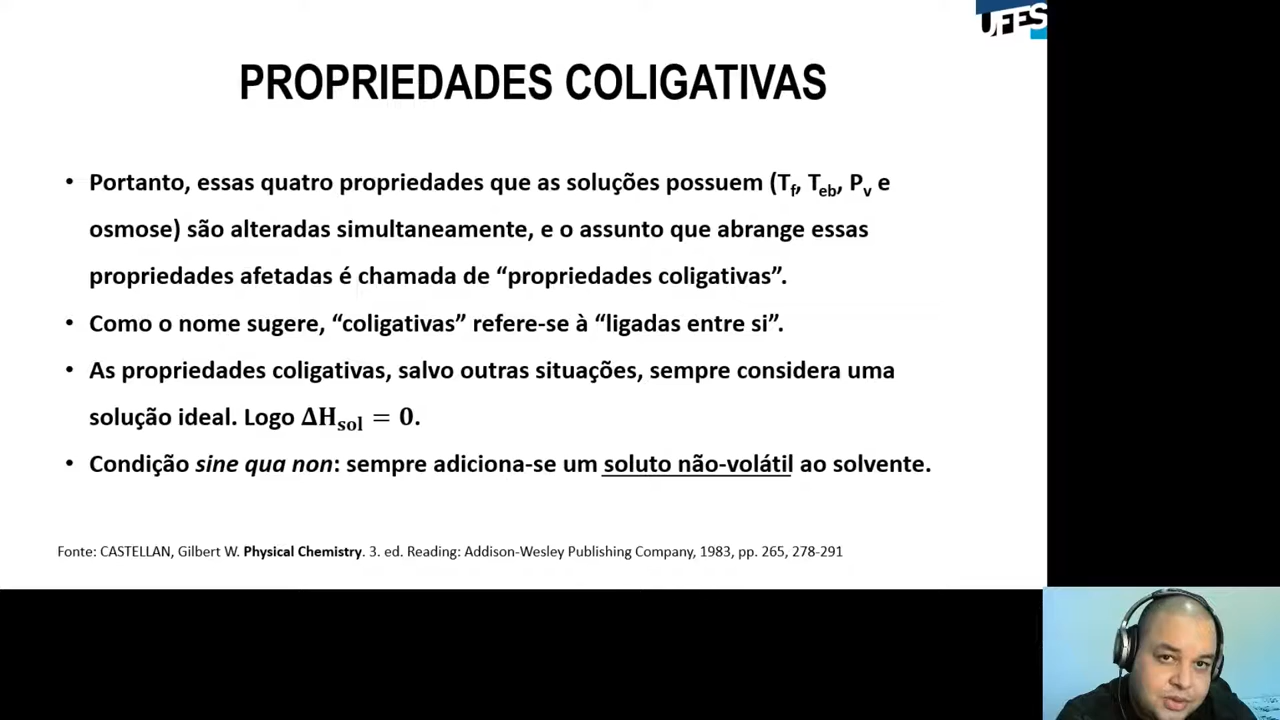 UFES
PROPRIEDADES COLIGATIVAS
• Portanto, essas quatro propriedades que as soluções possuem (Tf, Teb, Pv e
osmose) são alteradas simultaneamente, e o assunto que abrange essas
propriedades afetadas é chamada de “propriedades coligativas”.
• Como o nome sugere, “coligativas” refere-se à “ligadas entre si”.
• As propriedades coligativas, salvo outras situações, sempre considera uma
solução ideal. Logo ΔHsol = 0.
• Condição sine qua non: sempre adiciona-se um soluto não-volátil ao solvente.
Fonte: CASTELLAN, Gilbert W. Physical Chemistry. 3. ed. Reading: Addison-Wesley Publishing Company, 1983, pp. 265, 278-291